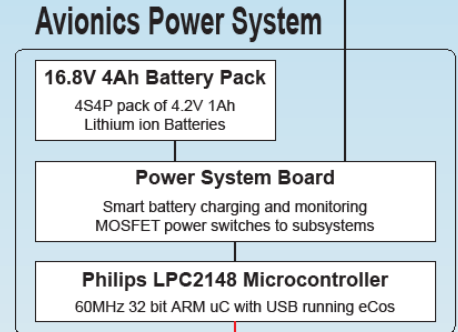 Avionics Power System
16.8V 4Ah Battery Pack
4S4P pack of 4.2V 1Ah
Lithium ion Batteries
Power System Board
Smart battery charging and monitoring
MOSFET power switches to subsystems
Philips LPC2148 Microcontroller
60MHz 32 bit ARM uC with USB running eCos